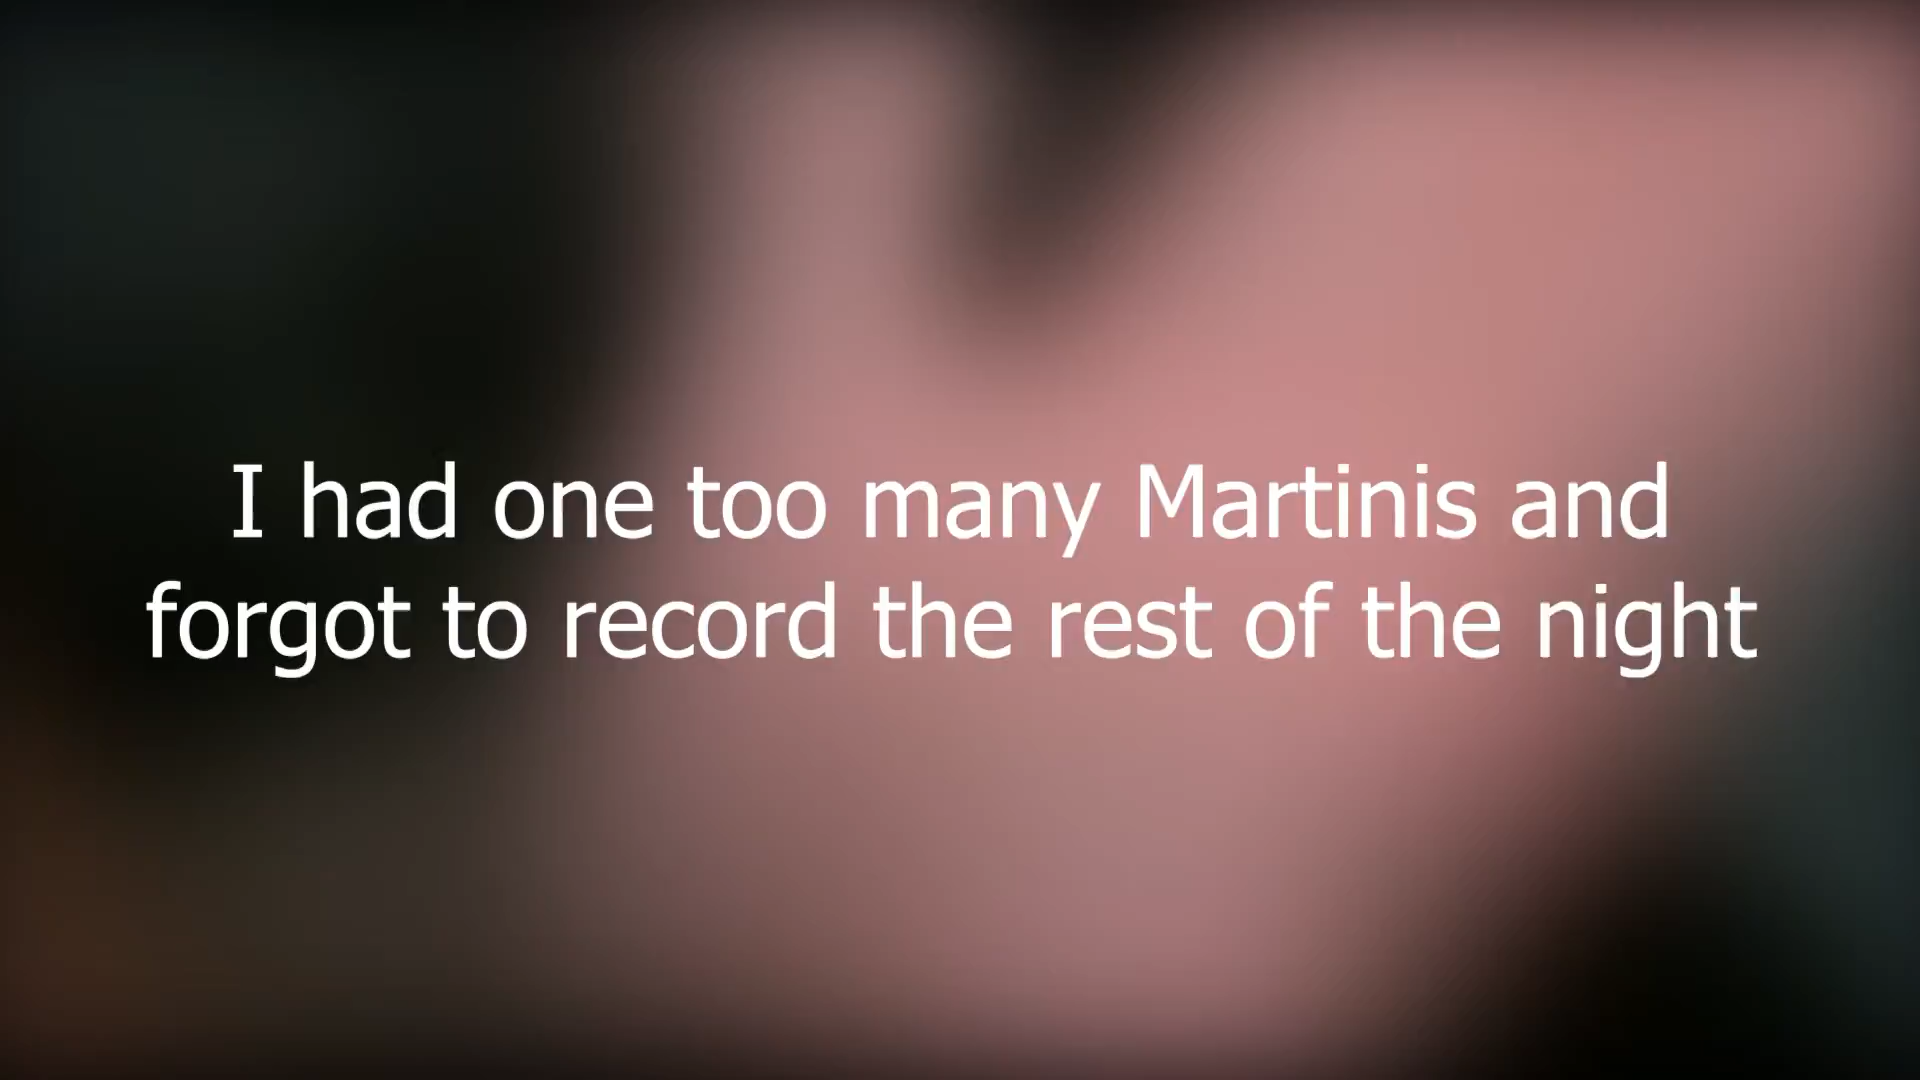 I had one too many Martinis and
forgot to record the rest of the night